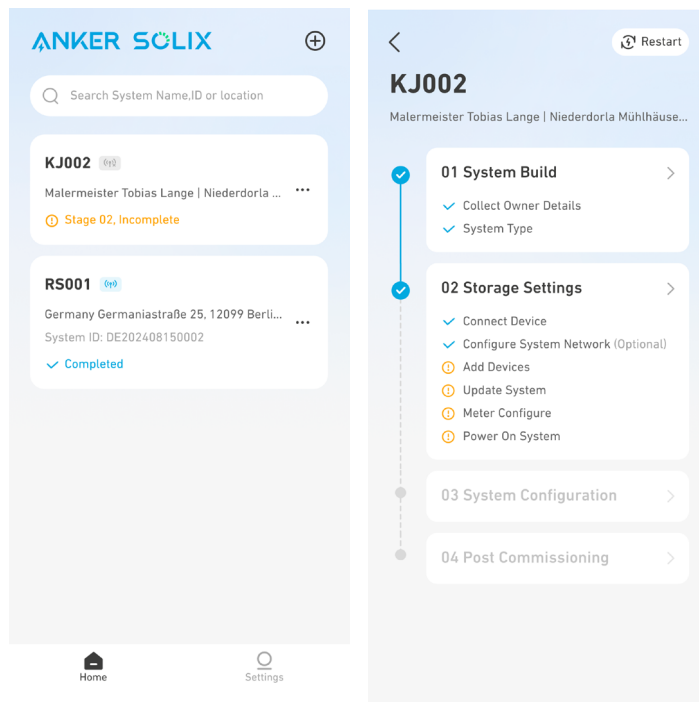 ANKER SOLIX
Search System Name,ID or location
KJ002
Malermeister Tobias Lange | Niederdorla ...
Stage 02, Incomplete
RS001
Germany Germaniastraße 25, 12099 Berli...
System ID: DE202408150002
Completed
Home
Settings
Restart
KJ002
Malermeister Tobias Lange | Niederdorla Mühlhäuse...
01 System Build
Collect Owner Details
System Type
02 Storage Settings
Connect Device
Configure System Network (Optional)
Add Devices
Update System
Meter Configure
Power On System
03 System Configuration
04 Post Commissioning